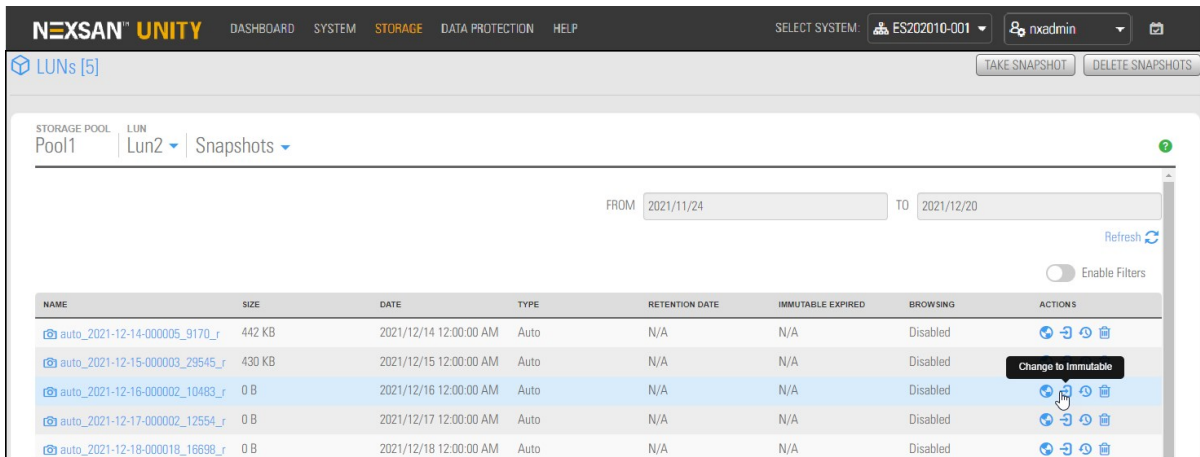 NEXSAN™ UNITY DASHBOARD SYSTEM STORAGE DATA PROTECTION HELP SELECT SYSTEM: ES202010-001 nxadmin
LUNs [5] TAKE SNAPSHOT DELETE SNAPSHOTS
STORAGE POOL LUN
Pool1 Lun2 Snapshots ?
FROM 2021/11/24 TO 2021/12/20
Refresh
Enable Filters
NAME SIZE DATE TYPE RETENTION DATE IMMUTABLE EXPIRED BROWSING ACTIONS
auto_2021-12-14-000005_9170_r 442 KB 2021/12/14 12:00:00 AM Auto N/A N/A Disabled
auto_2021-12-15-000003_29545_r 430 KB 2021/12/15 12:00:00 AM Auto N/A N/A Disabled
Change to Immutable
auto_2021-12-16-000002_10483_r 0 B 2021/12/16 12:00:00 AM Auto N/A N/A Disabled
auto_2021-12-17-000002_12554_r 0 B 2021/12/17 12:00:00 AM Auto N/A N/A Disabled
auto_2021-12-18-000018_16698_r 0 B 2021/12/18 12:00:00 AM Auto N/A N/A Disabled